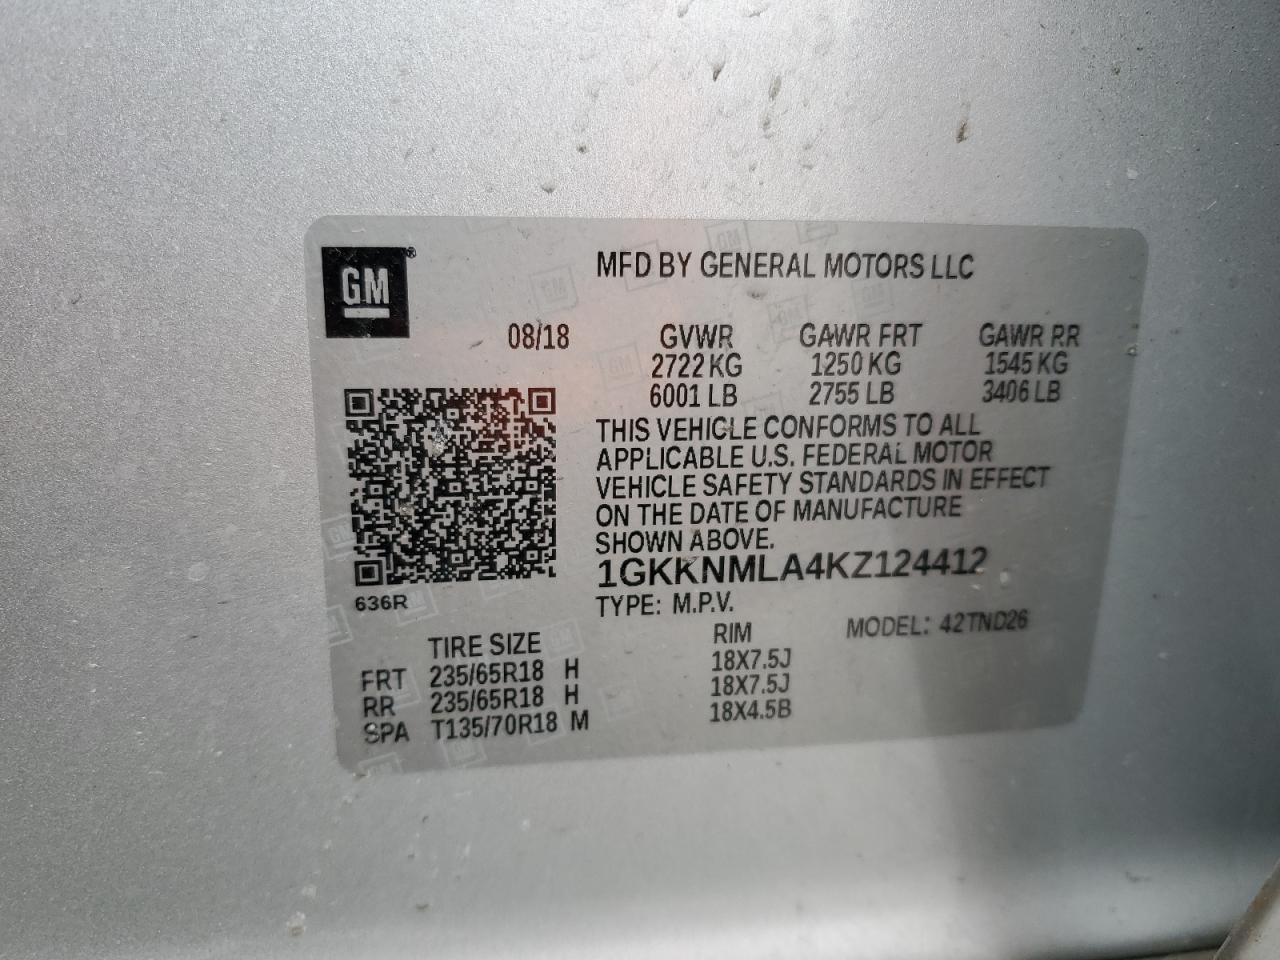 GM®
MFD BY GENERAL MOTORS LLC
08/18 GVWR GAWR FRT GAWR RR
2722 KG 1250 KG 1545 KG
6001 LB 2755 LB 3406 LB
THIS VEHICLE CONFORMS TO ALL
APPLICABLE U.S. FEDERAL MOTOR
VEHICLE SAFETY STANDARDS IN EFFECT
ON THE DATE OF MANUFACTURE
SHOWN ABOVE.
1GKKNMLA4KZ124412
636R
TYPE: M.P.V. MODEL: 42TND26
TIRE SIZE RIM
FRT 235/65R18 H 18X7.5J
RR 235/65R18 H 18X7.5J
SPA T135/70R18 M 18X4.5B